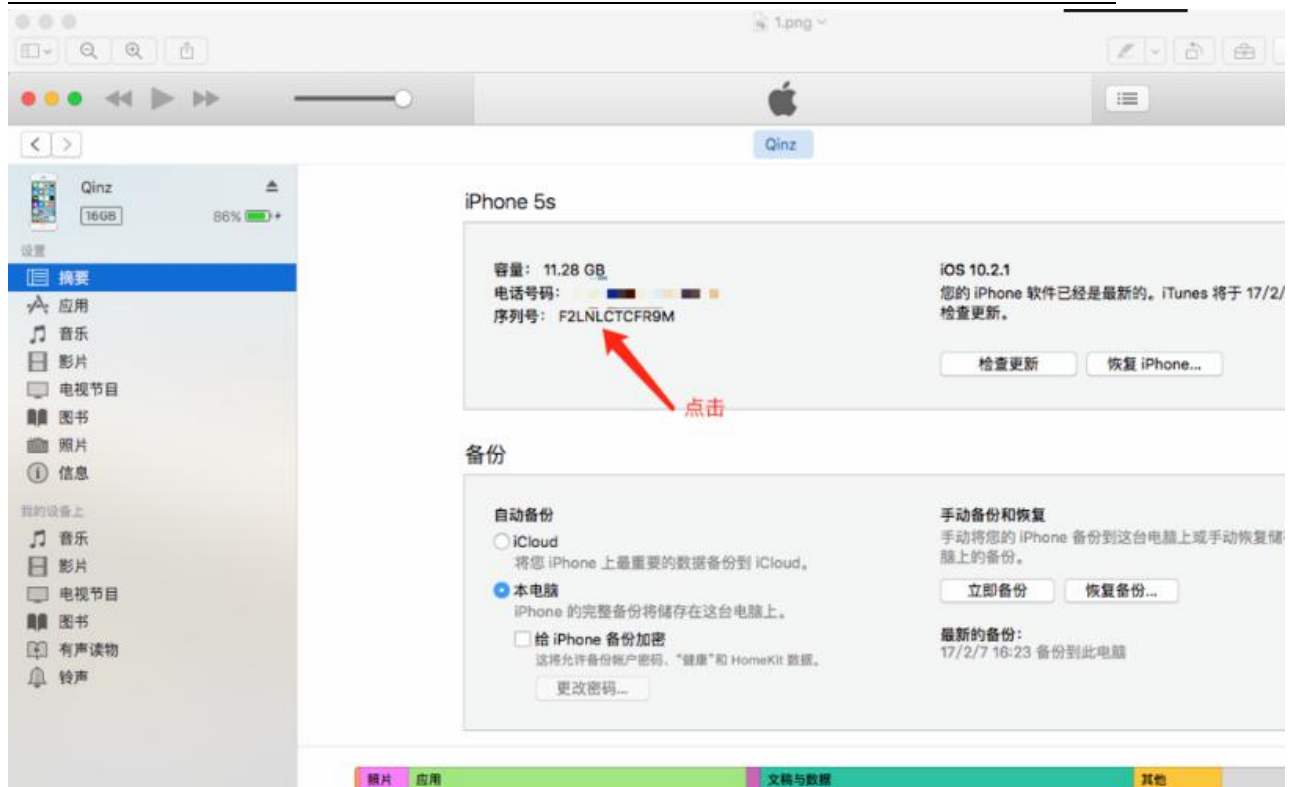 1.png
Qinz
Qinz
16GB
86%
设置
摘要
应用
音乐
影片
电视节目
图书
照片
信息
我的设备上
音乐
影片
电视节目
图书
有声读物
铃声
iPhone 5s
容量： 11.28 GB
电话号码：
序列号： F2LNLCTCFR9M
点击
iOS 10.2.1
您的 iPhone 软件已经是最新的。iTunes 将于 17/2/
检查更新。
检查更新
恢复 iPhone...
备份
自动备份
iCloud
将您 iPhone 上最重要的数据备份到 iCloud。
本电脑
iPhone 的完整备份将储存在这台电脑上。
给 iPhone 备份加密
这将允许备份帐户密码、“健康”和 HomeKit 数据。
更改密码...
手动备份和恢复
手动将您的 iPhone 备份到这台电脑上或手动恢复储
脑上的备份。
立即备份
恢复备份...
最新的备份：
17/2/7 16:23 备份到此电脑
照片
应用
文稿与数据
其他